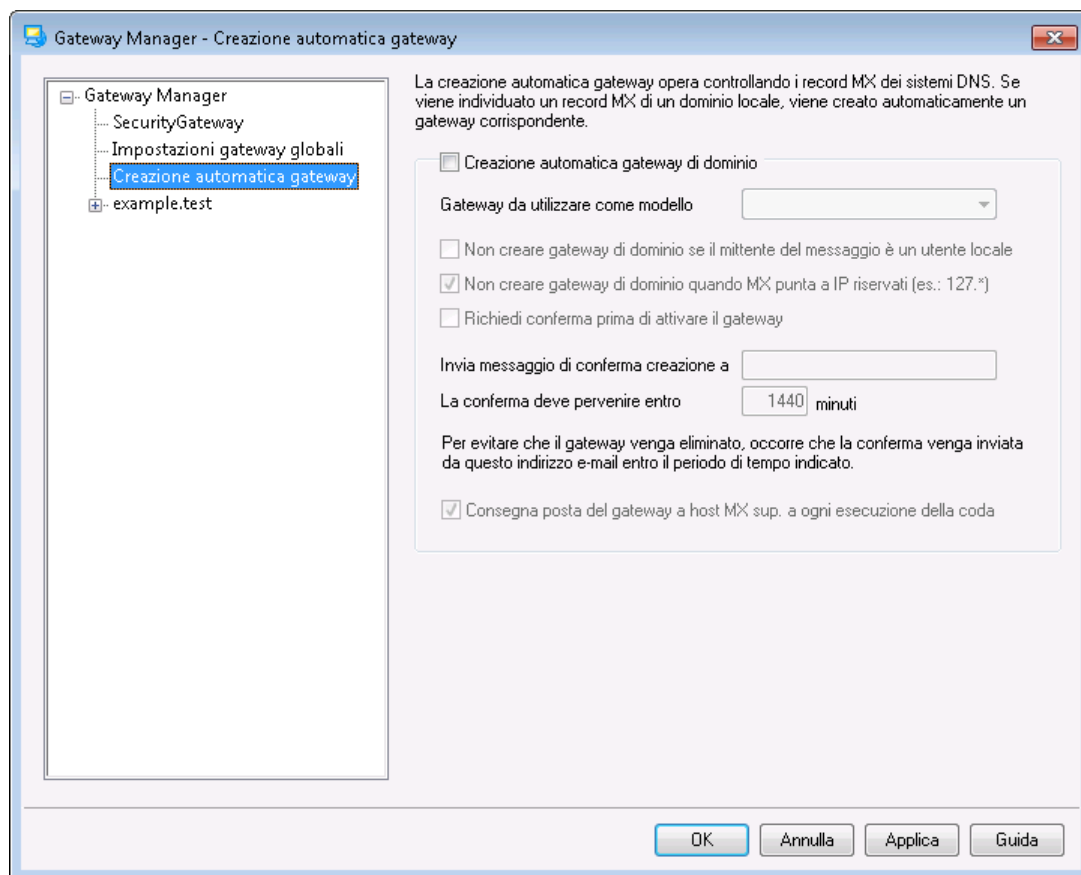 Gateway Manager - Creazione automatica gateway
Gateway Manager
SecurityGateway
Impostazioni gateway globali
Creazione automatica gateway
example.test
La creazione automatica gateway opera controllando i record MX dei sistemi DNS. Se
viene individuato un record MX di un dominio locale, viene creato automaticamente un
gateway corrispondente.
Creazione automatica gateway di dominio
Gateway da utilizzare come modello
Non creare gateway di dominio se il mittente del messaggio è un utente locale
Non creare gateway di dominio quando MX punta a IP riservati (es.: 127.*)
Richiedi conferma prima di attivare il gateway
Invia messaggio di conferma creazione a
La conferma deve pervenire entro 1440 minuti
Per evitare che il gateway venga eliminato, occorre che la conferma venga inviata
da questo indirizzo e-mail entro il periodo di tempo indicato.
Consegna posta del gateway a host MX sup. a ogni esecuzione della coda
OK Annulla Applica Guida